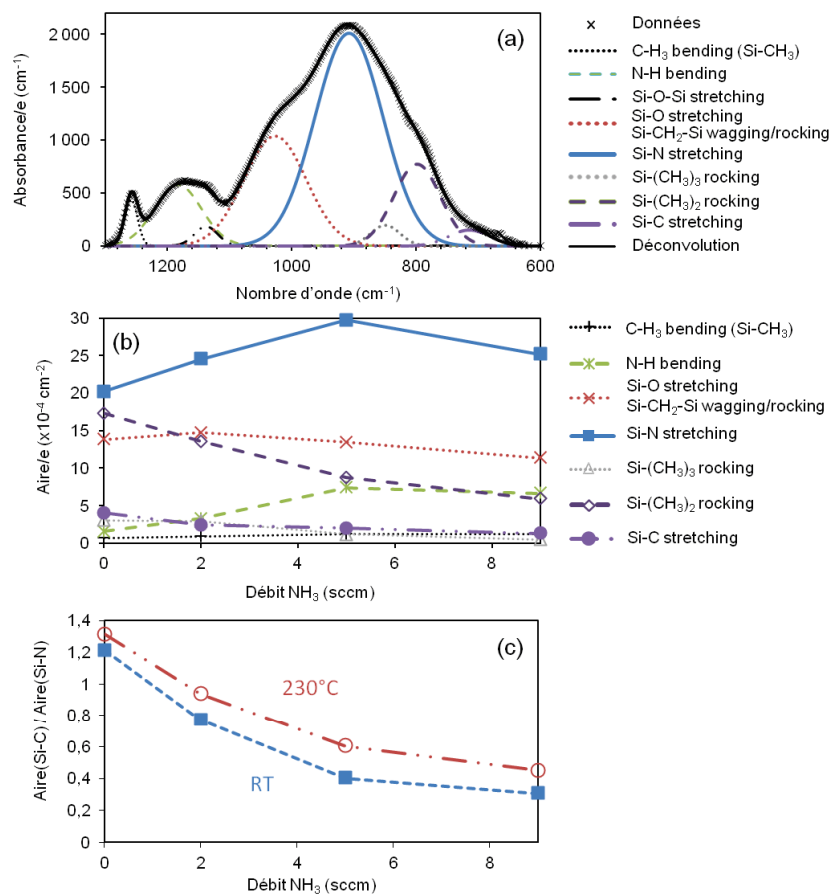 (a)
2 000
1 500
1 000
500
0
Absorbance/e (cm⁻¹)
1200
1000
800
600
Nombre d'onde (cm⁻¹)
Données
C-H₃ bending (Si-CH₃)
N-H bending
Si-O-Si stretching
Si-O stretching
Si-CH₂-Si wagging/rocking
Si-N stretching
Si-(CH₃)₃ rocking
Si-(CH₃)₂ rocking
Si-C stretching
Déconvolution
(b)
30
25
20
15
10
5
0
Aire/e (x10⁻⁴ cm⁻²)
0
2
4
6
8
Débit NH₃ (sccm)
C-H₃ bending (Si-CH₃)
N-H bending
Si-O stretching
Si-CH₂-Si wagging/rocking
Si-N stretching
Si-(CH₃)₃ rocking
Si-(CH₃)₂ rocking
Si-C stretching
(c)
1,4
1,2
1
0,8
0,6
0,4
0,2
0
Aire(Si-C) / Aire(Si-N)
230°C
RT
0
2
4
6
8
Débit NH₃ (sccm)